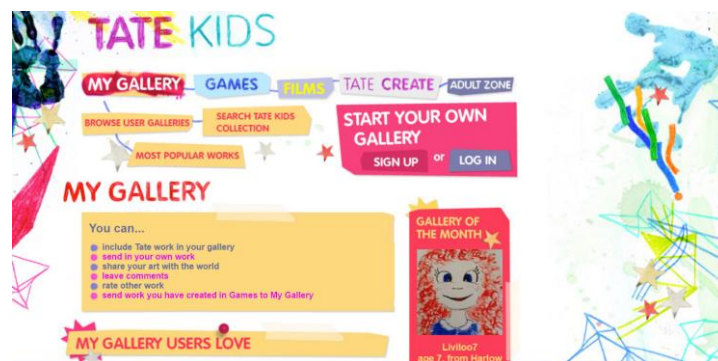 TATE KIDS
MY GALLERY
GAMES
FILMS
TATE CREATE
ADULT ZONE
BROWSE USER GALLERIES
SEARCH TATE KIDS
COLLECTION
MOST POPULAR WORKS
START YOUR OWN
GALLERY
SIGN UP or LOG IN
MY GALLERY
You can...
include Tate work in your gallery
send in your own work
share your art with the world
leave comments
rate other work
send work you have created in Games to My Gallery
GALLERY OF
THE MONTH
Liviloo7
age 7, from Harlow
MY GALLERY USERS LOVE